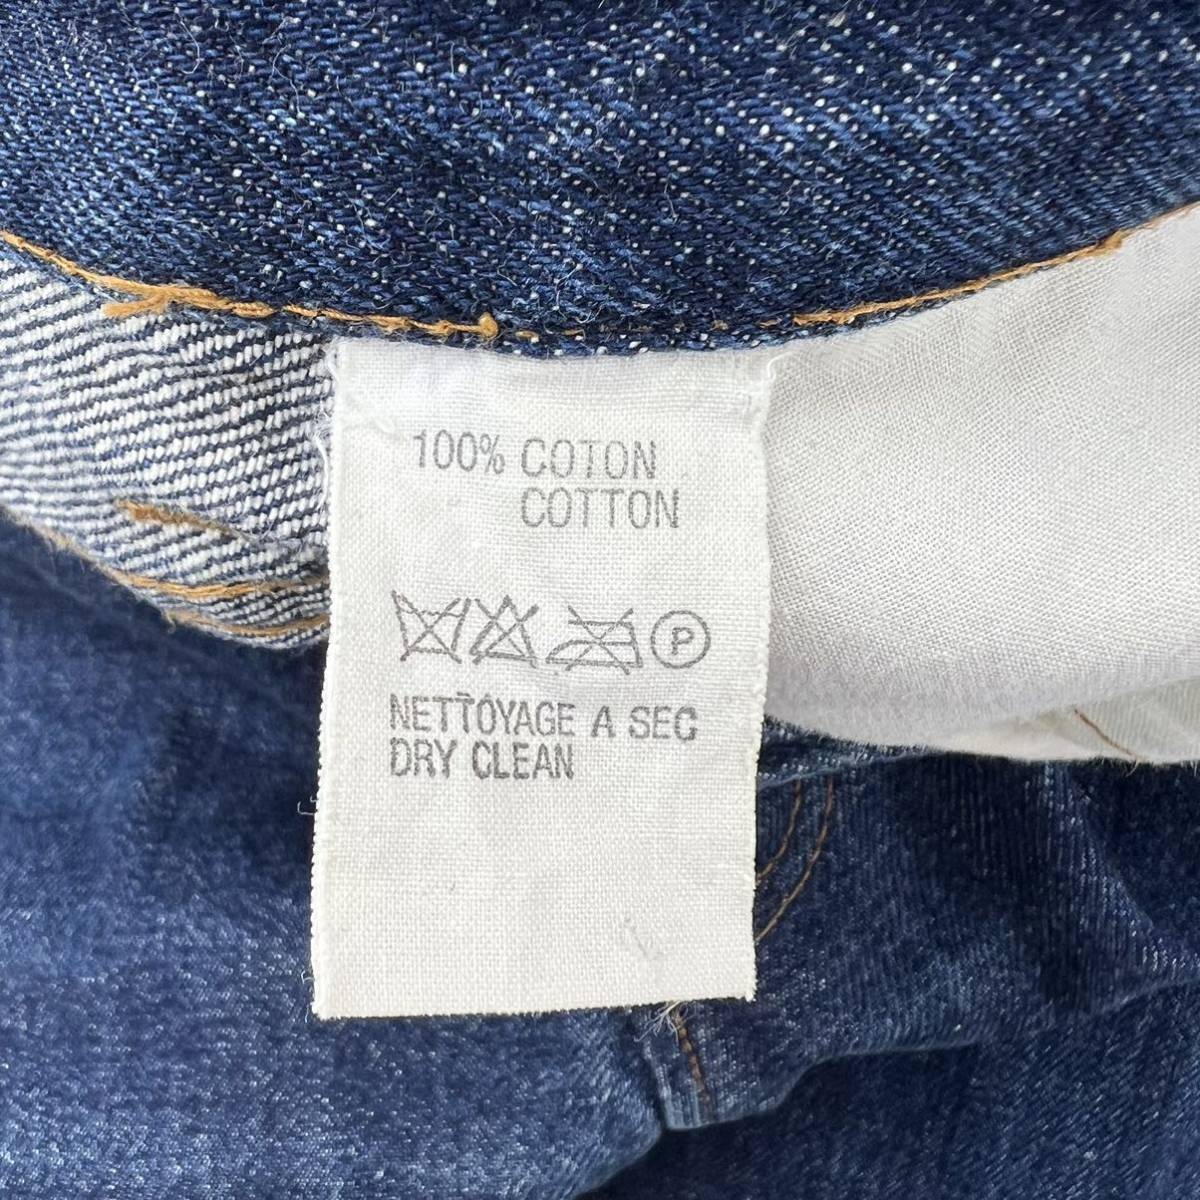 100% COTON
COTTON
P
NETTOYAGE A SEC
DRY CLEAN